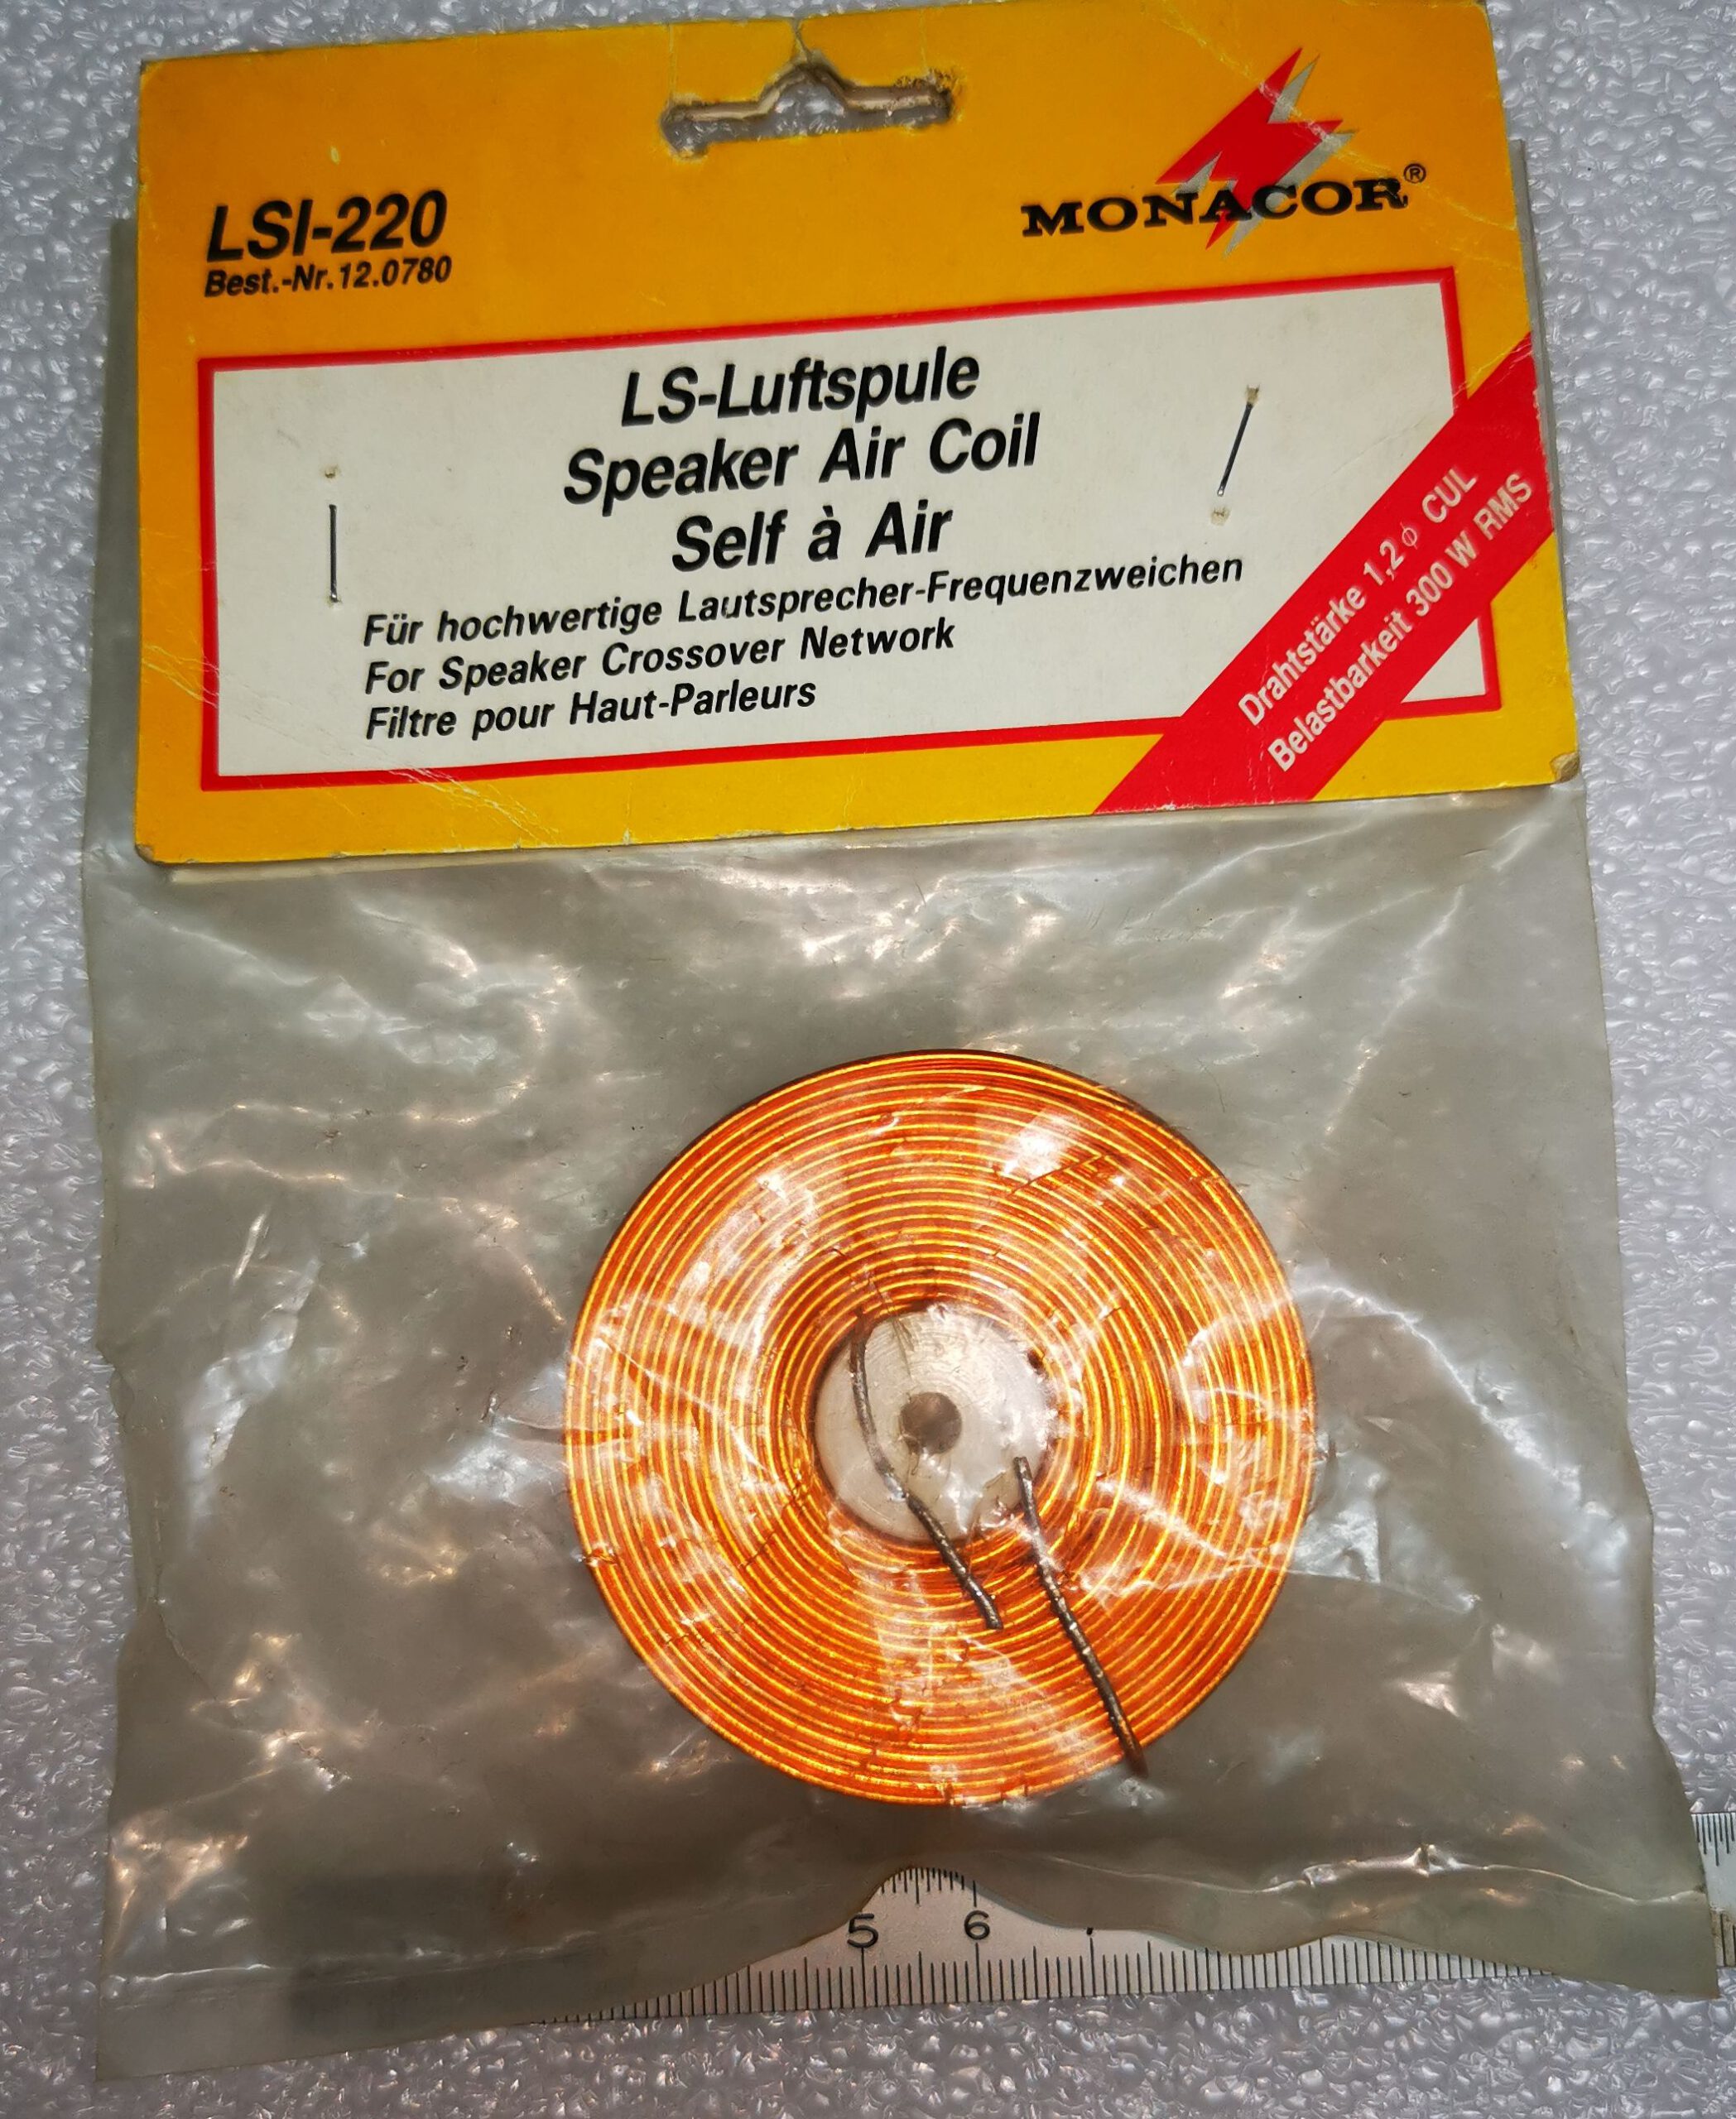 LSI-220
Best.-Nr.12.0780
MONACOR®
LS-Luftspule
Speaker Air Coil
Self à Air
Für hochwertige Lautsprecher-Frequenzweichen
For Speaker Crossover Network
Filtre pour Haut-Parleurs
Drahtstärke 1,2 ϕ CUL
Belastbarkeit 300 W RMS
5 6